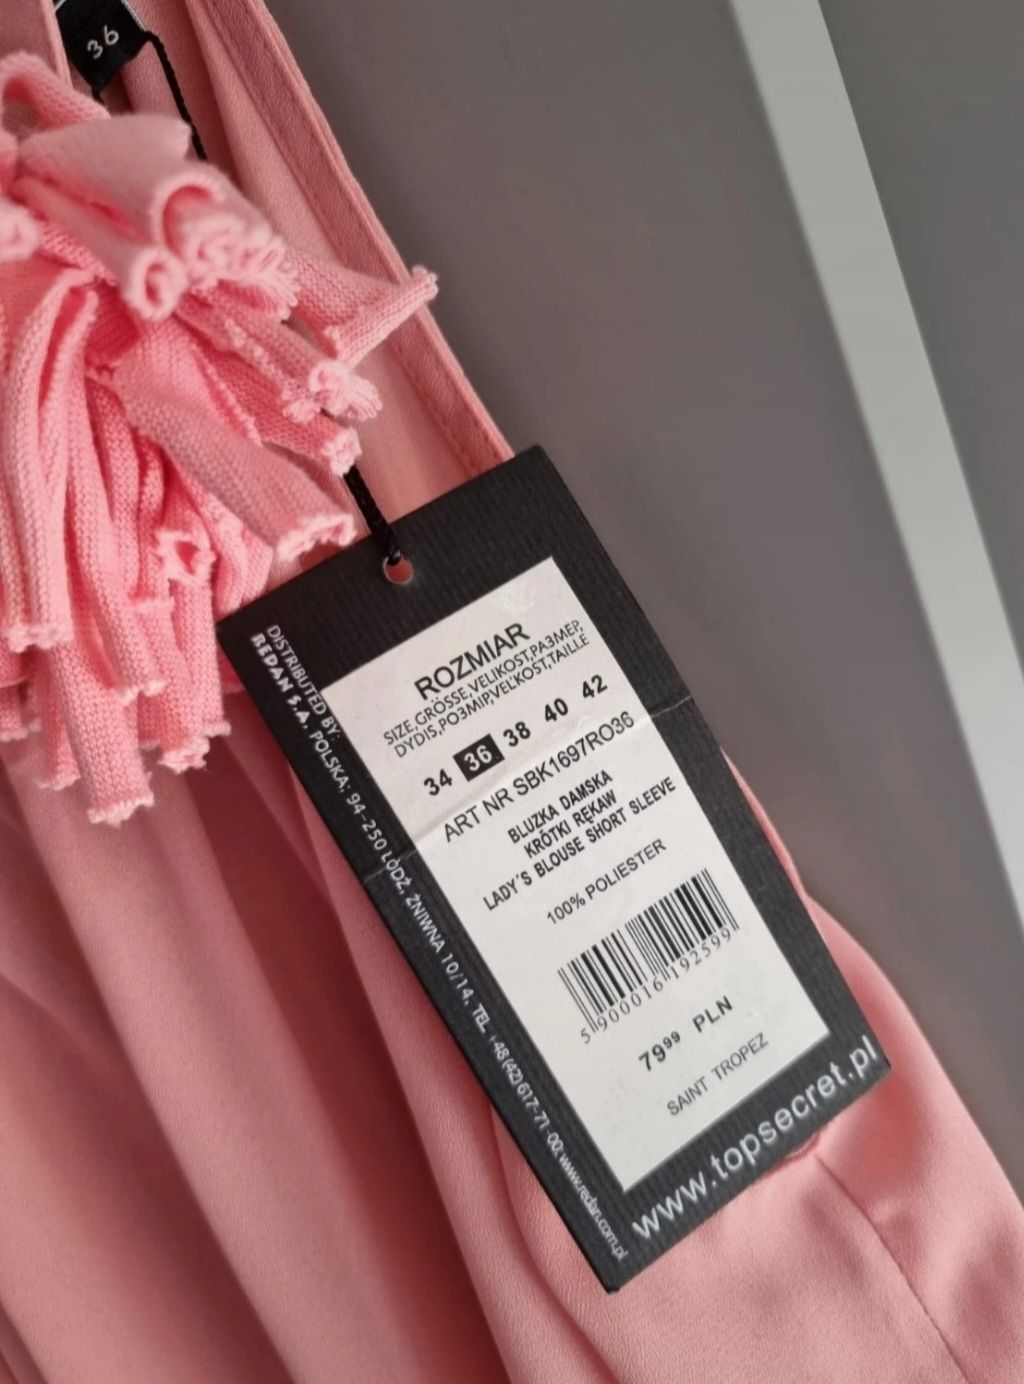 36
ROZMIAR
SIZE,GRÖSSE,VELIKOST,РАЗМЕР,
DYDIS,РОЗМІР,VEĽKOST,TAILLE
34 36 38 40 42
ART NR SBK1697RO36
BLUZKA DAMSKA
KRÓTKI RĘKAW
LADY´S BLOUSE SHORT SLEEVE
100% POLIESTER
5 900016 192599
79⁹⁹ PLN
SAINT TROPEZ
www.topsecret.pl
DISTRIBUTED BY:
REDAN S.A. POLSKA; 94-250 ŁÓDŹ, ŻNIWNA 10/14, TEL. +48(42) 617-71-00; www.redan.com.pl